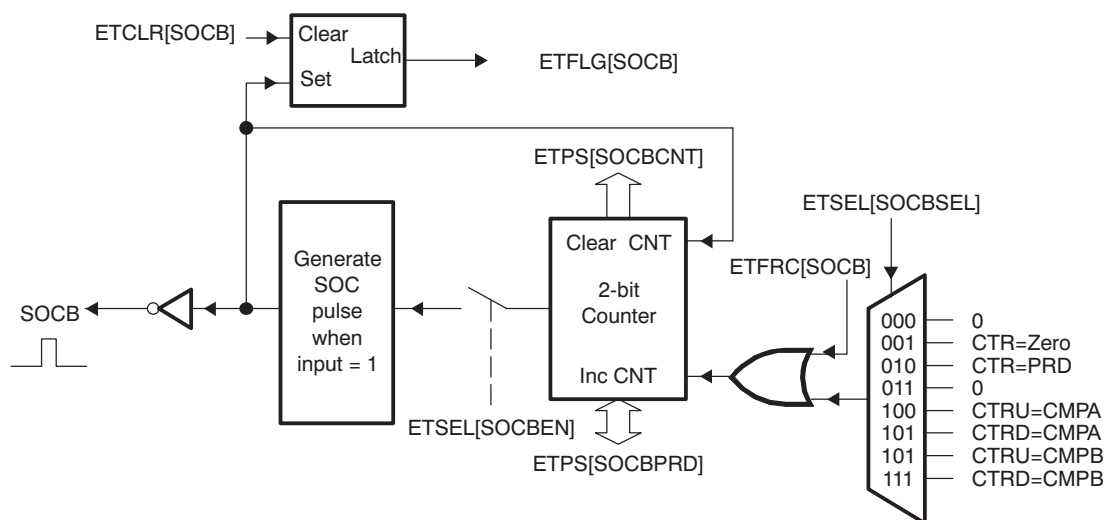 ETCLR[SOCB]
Clear
Latch
Set
ETFLG[SOCB]
ETPS[SOCBCNT]
ETSEL[SOCBSEL]
Clear CNT
2-bit
Counter
Inc CNT
ETFRC[SOCB]
Generate
SOC
pulse
when
input = 1
SOCB
ETSEL[SOCBEN]
ETPS[SOCBPRD]
000 0
001 CTR=Zero
010 CTR=PRD
011 0
100 CTRU=CMPA
101 CTRD=CMPA
101 CTRU=CMPB
111 CTRD=CMPB